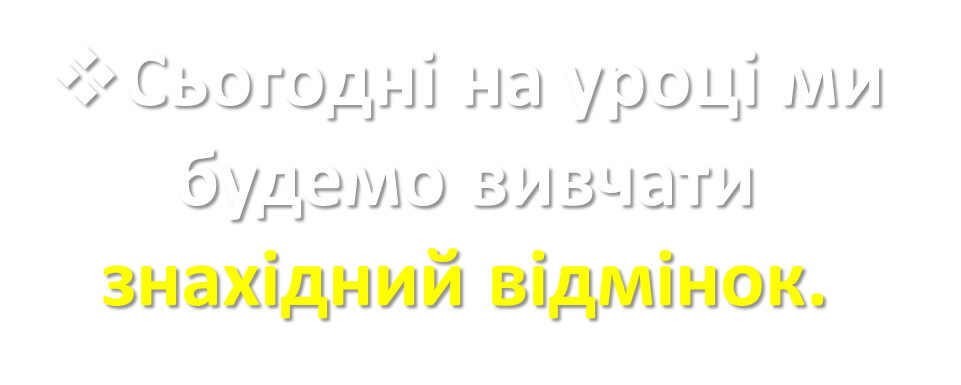 ❖Сьогодні на уроці ми
будемо вивчати
знахідний відмінок.